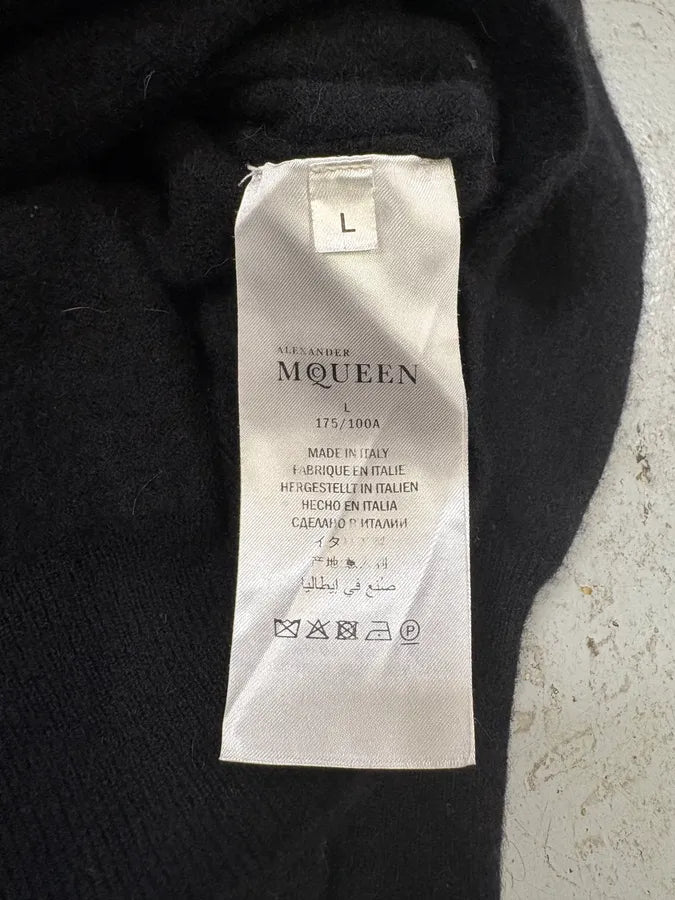 L
ALEXANDER
MCQUEEN
L
175/100A
MADE IN ITALY
FABRIQUE EN ITALIE
HERGESTELLT IN ITALIEN
HECHO EN ITALIA
СДЕЛАНО В ИТАЛИИ
صنع في إيطاليا
P